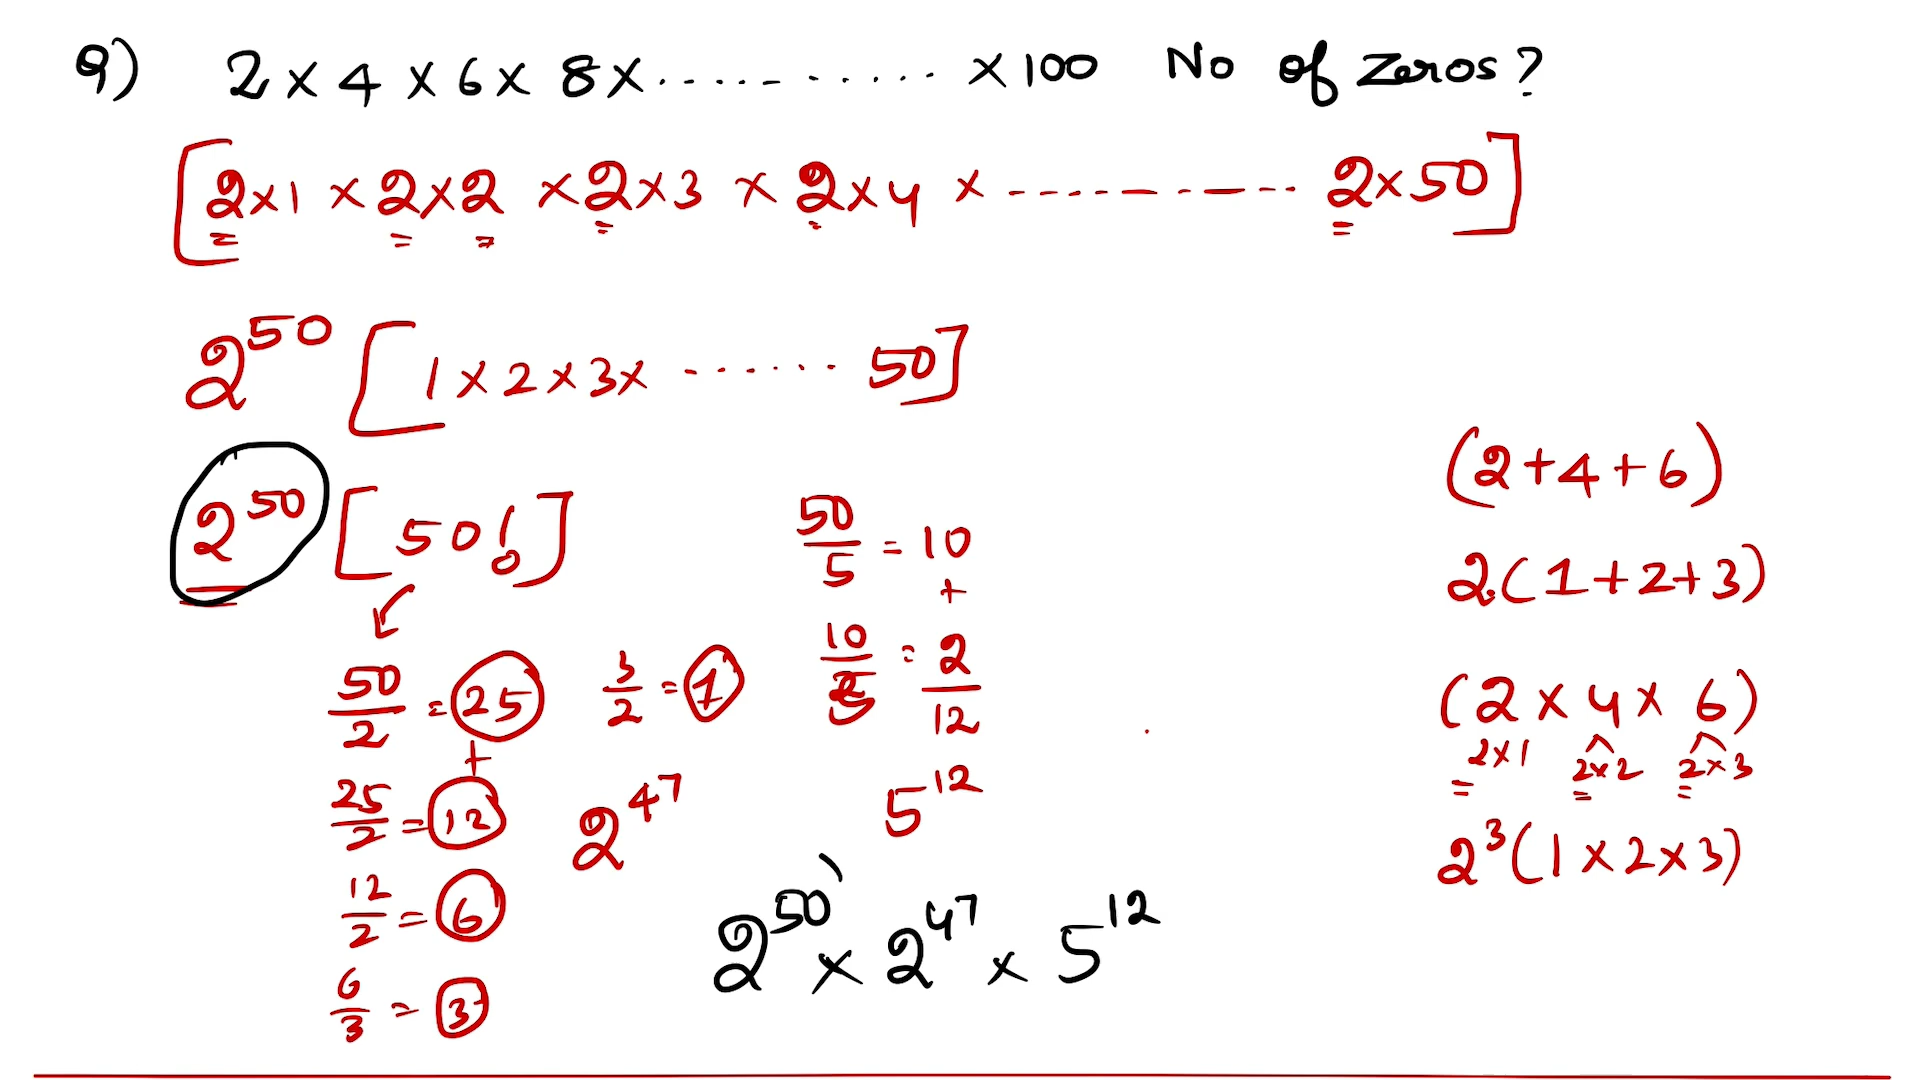 Q) 2 × 4 × 6 × 8 × ............ × 100 No of Zeros?
[2×1 × 2×2 × 2×3 × 2×4 × ------------ 2×50]
2^50 [1 × 2 × 3 × ...... 50]
2^50 [50!]
50/2 = 25
+
25/2 = 12
12/2 = 6
6/3 = 3
3/2 = 1
2^47
50/5 = 10
+
10/5 = 2
12
5^12
2^50 × 2^47 × 5^12
(2+4+6)
2.(1+2+3)
(2 × 4 × 6)
2×1 2×2 2×3
2^3(1×2×3)